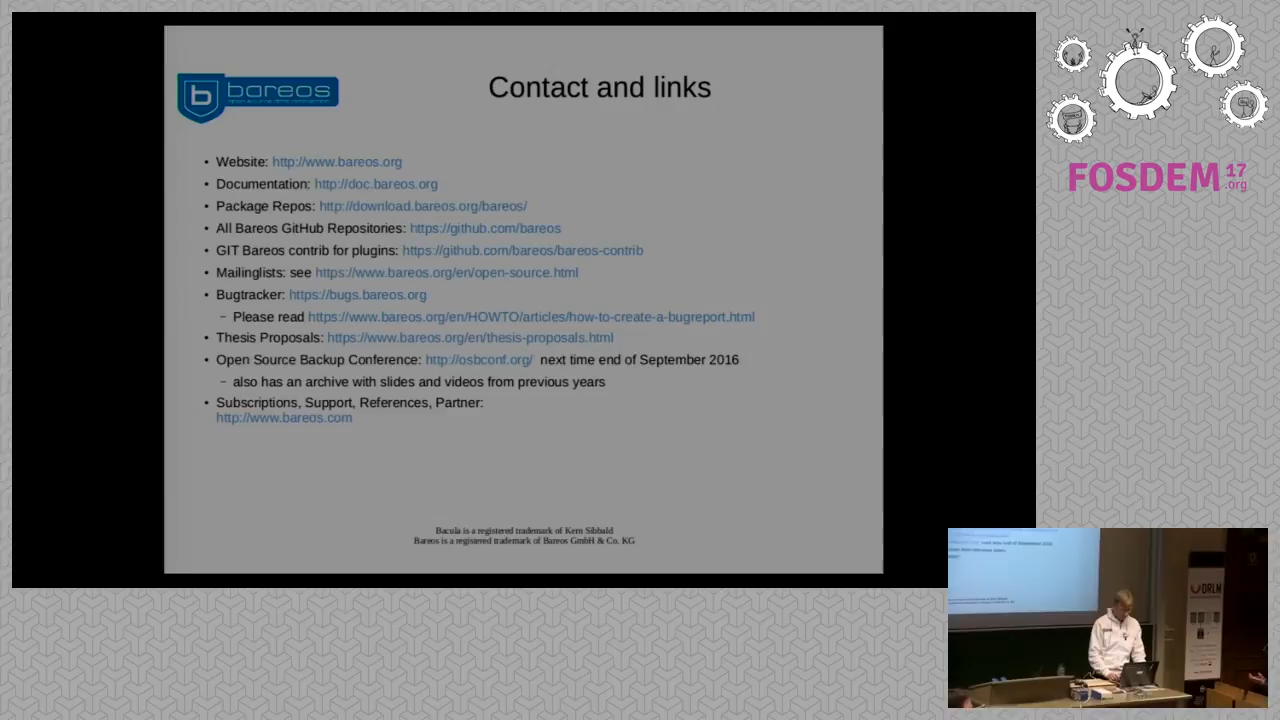 bareos
Contact and links
• Website: http://www.bareos.org
• Documentation: http://doc.bareos.org
• Package Repos: http://download.bareos.org/bareos/
• All Bareos GitHub Repositories: https://github.com/bareos
• GIT Bareos contrib for plugins: https://github.com/bareos/bareos-contrib
• Mailinglists: see https://www.bareos.org/en/open-source.html
• Bugtracker: https://bugs.bareos.org
– Please read https://www.bareos.org/en/HOWTO/articles/how-to-create-a-bugreport.html
• Thesis Proposals: https://www.bareos.org/en/thesis-proposals.html
• Open Source Backup Conference: http://osbconf.org/ next time end of September 2016
– also has an archive with slides and videos from previous years
• Subscriptions, Support, References, Partner:
http://www.bareos.com
Bacula is a registered trademark of Kern Sibbald
Bareos is a registered trademark of Bareos GmbH & Co. KG
FOSDEM 17
.org
DRLM